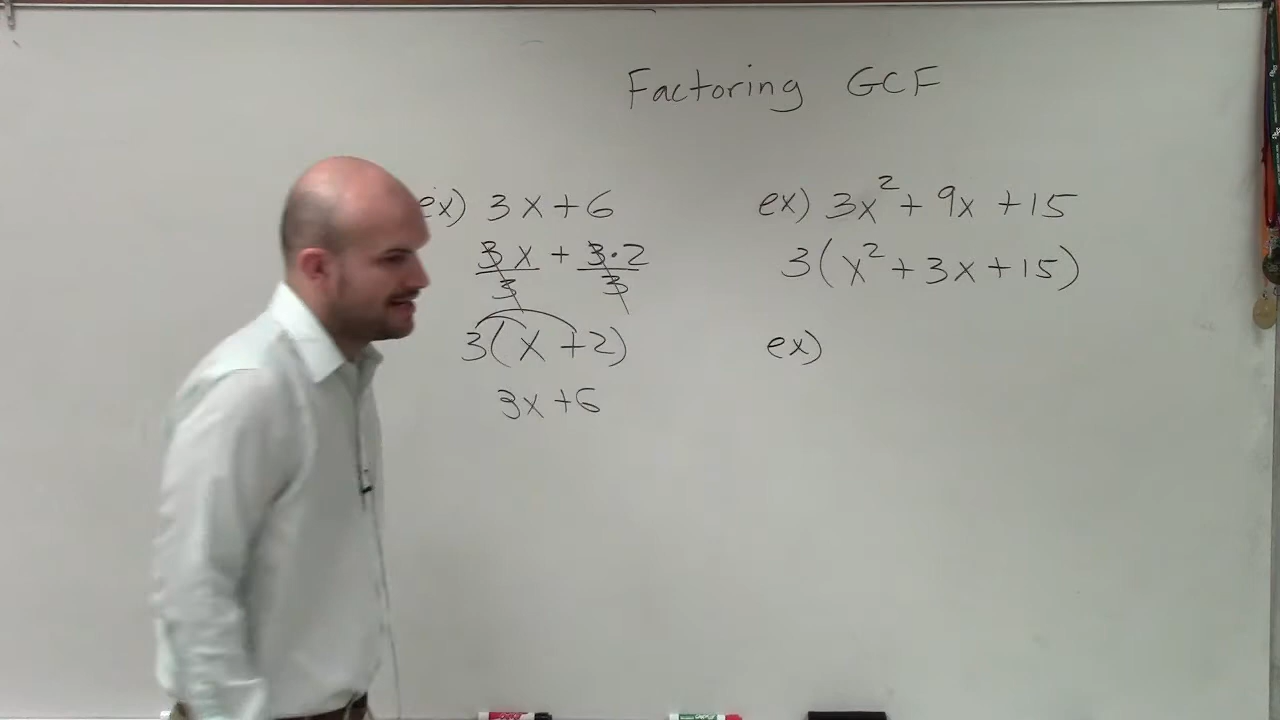 Factoring GCF
ex) 3x + 6
3x/3 + 3·2/3
3(x + 2)
3x + 6
ex) 3x² + 9x + 15
3(x² + 3x + 15)
ex)